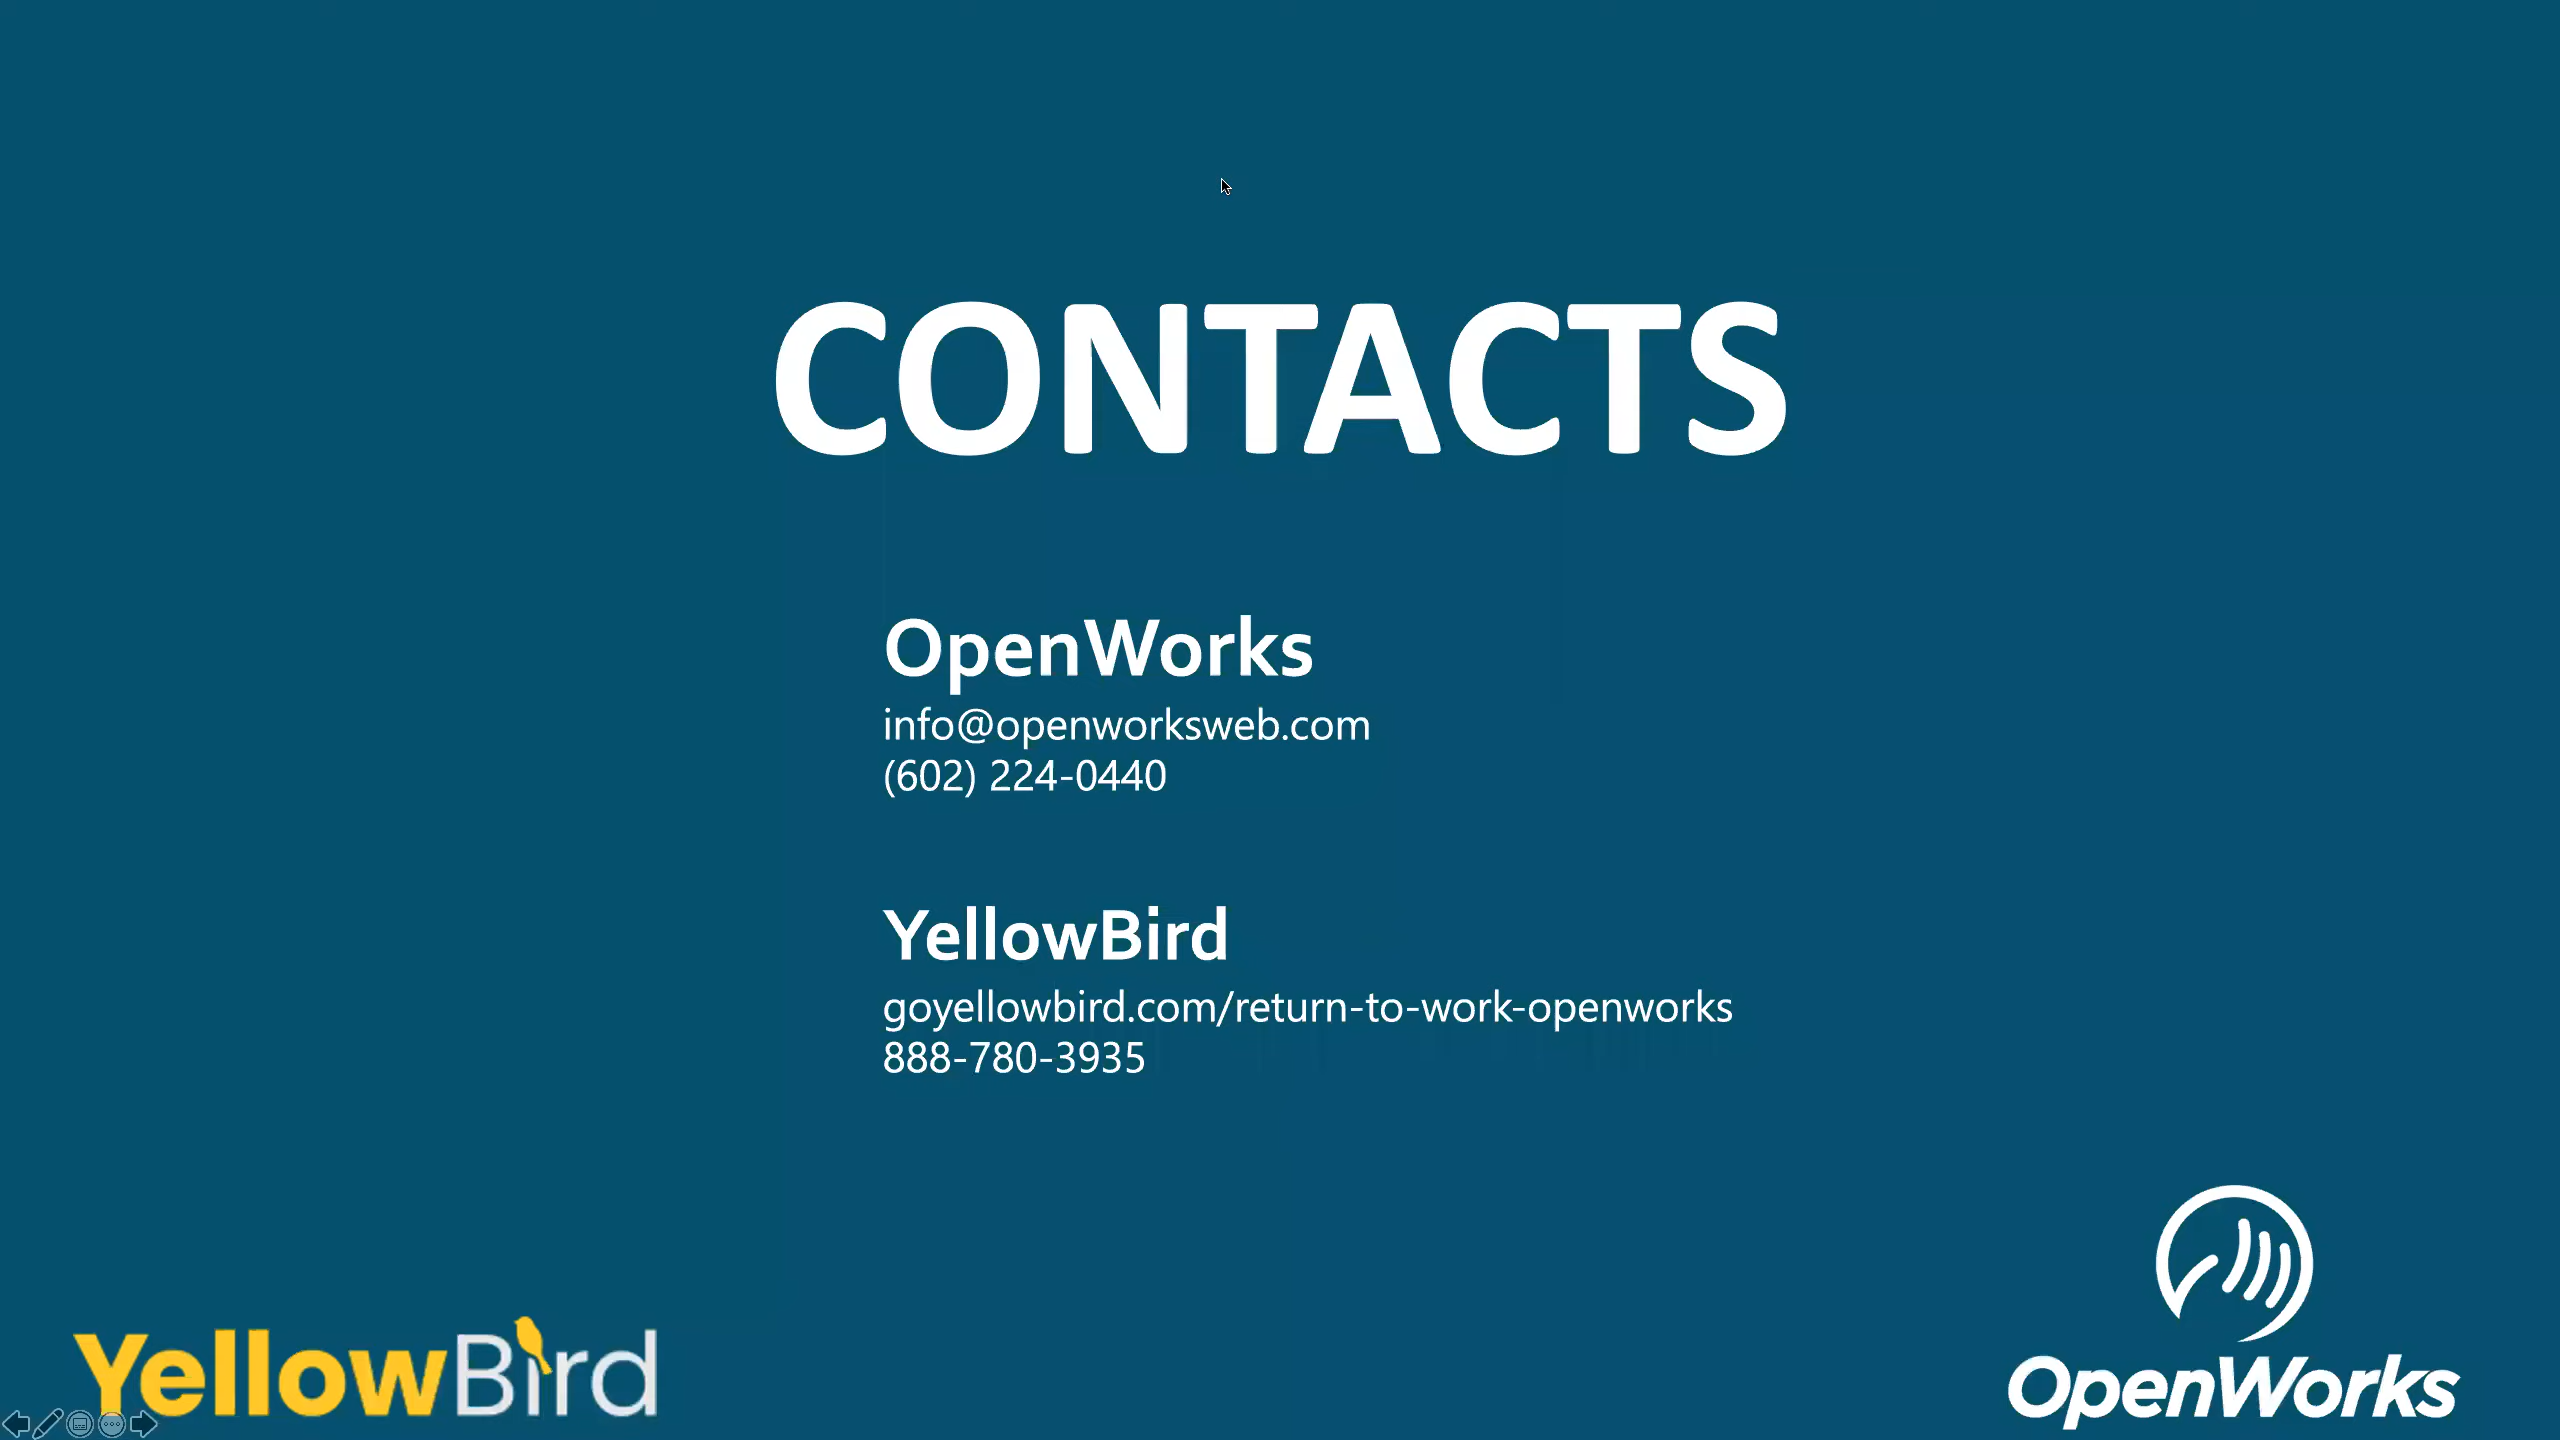 CONTACTS
OpenWorks
info@openworksweb.com
(602) 224-0440
YellowBird
goyellowbird.com/return-to-work-openworks
888-780-3935
YellowBird
OpenWorks